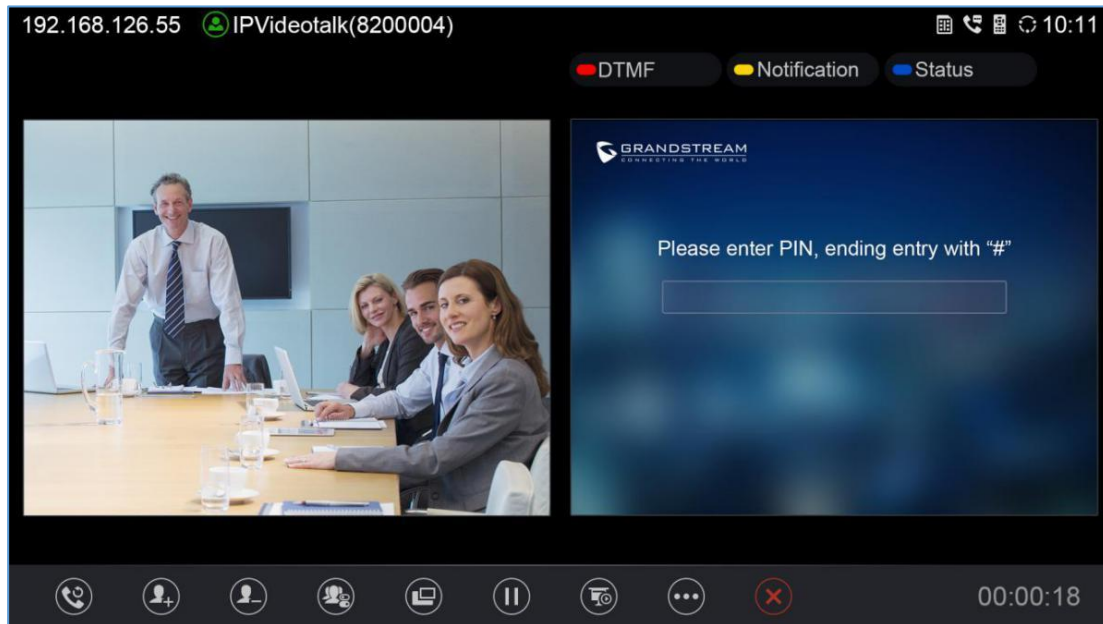 192.168.126.55 IPVideotalk(8200004) 10:11
DTMF Notification Status
GRANDSTREAM
CONNECTING THE WORLD
Please enter PIN, ending entry with “#”
00:00:18